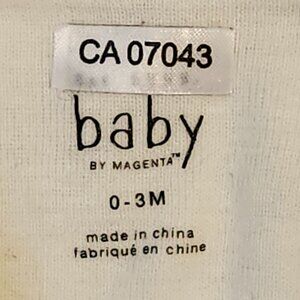 CA 07043
baby
BY MAGENTA™
0-3M
made in china
fabriqué en chine